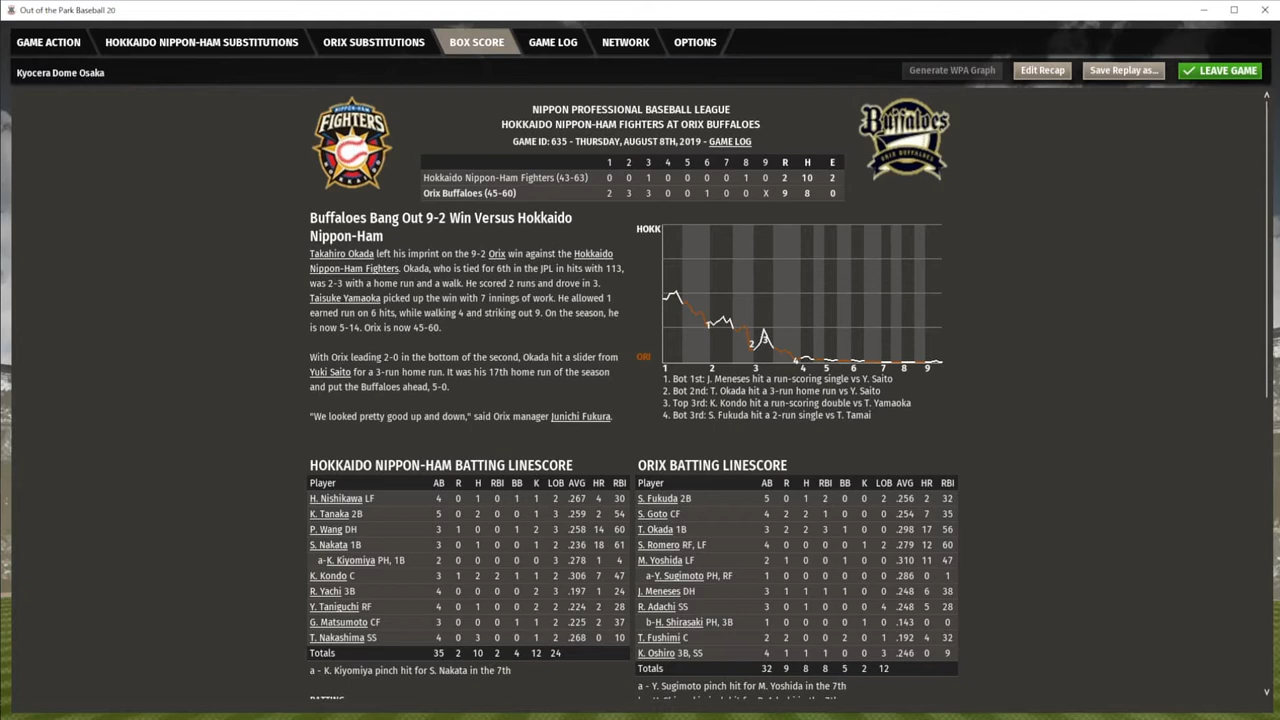 Out of the Park Baseball 20
GAME ACTION HOKKAIDO NIPPON-HAM SUBSTITUTIONS ORIX SUBSTITUTIONS BOX SCORE GAME LOG NETWORK OPTIONS
Kyocera Dome Osaka Generate WPA Graph Edit Recap Save Replay as... LEAVE GAME
NIPPON-HAM
FIGHTERS
Buffaloes
ORIX BUFFALOES
NIPPON PROFESSIONAL BASEBALL LEAGUE
HOKKAIDO NIPPON-HAM FIGHTERS AT ORIX BUFFALOES
GAME ID: 635 - THURSDAY, AUGUST 8TH, 2019 - GAME LOG
1 2 3 4 5 6 7 8 9 R H E
Hokkaido Nippon-Ham Fighters (43-63) 0 0 1 0 0 0 0 1 0 2 10 2
Orix Buffaloes (45-60) 2 3 3 0 0 1 0 0 X 9 8 0
Buffaloes Bang Out 9-2 Win Versus Hokkaido
Nippon-Ham
Takahiro Okada left his imprint on the 9-2 Orix win against the Hokkaido
Nippon-Ham Fighters. Okada, who is tied for 6th in the JPL in hits with 113,
was 2-3 with a home run and a walk. He scored 2 runs and drove in 3.
Taisuke Yamaoka picked up the win with 7 innings of work. He allowed 1
earned run on 6 hits, while walking 4 and striking out 9. On the season, he
is now 5-14. Orix is now 45-60.
With Orix leading 2-0 in the bottom of the second, Okada hit a slider from
Yuki Saito for a 3-run home run. It was his 17th home run of the season
and put the Buffaloes ahead, 5-0.
"We looked pretty good up and down," said Orix manager Junichi Fukura.
HOKK
1
2
3
4
ORI
1 2 3 4 5 6 7 8 9
1. Bot 1st: J. Meneses hit a run-scoring single vs Y. Saito
2. Bot 2nd: T. Okada hit a 3-run home run vs Y. Saito
3. Top 3rd: K. Kondo hit a run-scoring double vs T. Yamaoka
4. Bot 3rd: S. Fukuda hit a 2-run single vs T. Tamai
HOKKAIDO NIPPON-HAM BATTING LINESCORE
Player AB R H RBI BB K LOB AVG HR RBI
H. Nishikawa LF 4 0 1 0 1 1 2 .267 4 30
K. Tanaka 2B 5 0 2 0 0 1 3 .259 2 54
P. Wang DH 3 1 0 0 1 2 3 .258 14 60
S. Nakata 1B 3 0 1 0 0 1 2 .236 18 61
a-K. Kiyomiya PH, 1B 2 0 0 0 0 0 3 .278 1 4
K. Kondo C 3 1 2 2 1 1 2 .306 7 47
R. Yachi 3B 4 0 0 0 0 2 3 .197 1 24
Y. Taniguchi RF 4 0 1 0 0 2 2 .224 2 28
G. Matsumoto CF 3 0 0 0 1 1 2 .225 2 37
T. Nakashima SS 4 0 3 0 0 1 2 .268 0 10
Totals 35 2 10 2 4 12 24
a - K. Kiyomiya pinch hit for S. Nakata in the 7th
ORIX BATTING LINESCORE
Player AB R H RBI BB K LOB AVG HR RBI
S. Fukuda 2B 5 0 1 2 0 0 2 .256 2 32
S. Goto CF 4 2 2 1 0 0 0 .254 7 35
T. Okada 1B 3 2 2 3 1 0 0 .298 17 56
S. Romero RF, LF 4 0 0 0 0 1 2 .279 12 60
M. Yoshida LF 2 1 0 0 1 0 0 .310 11 47
a-Y. Sugimoto PH, RF 1 0 0 0 0 0 0 .286 0 1
J. Meneses DH 3 1 1 1 1 0 1 .248 6 38
R. Adachi SS 3 0 1 0 0 0 4 .248 5 28
b-H. Shirasaki PH, 3B 1 0 0 0 0 1 0 .143 0 0
T. Fushimi C 2 2 0 0 2 0 1 .192 4 32
K. Oshiro 3B, SS 4 1 1 1 0 0 3 .246 0 9
Totals 32 9 8 8 5 2 12
a - Y. Sugimoto pinch hit for M. Yoshida in the 7th